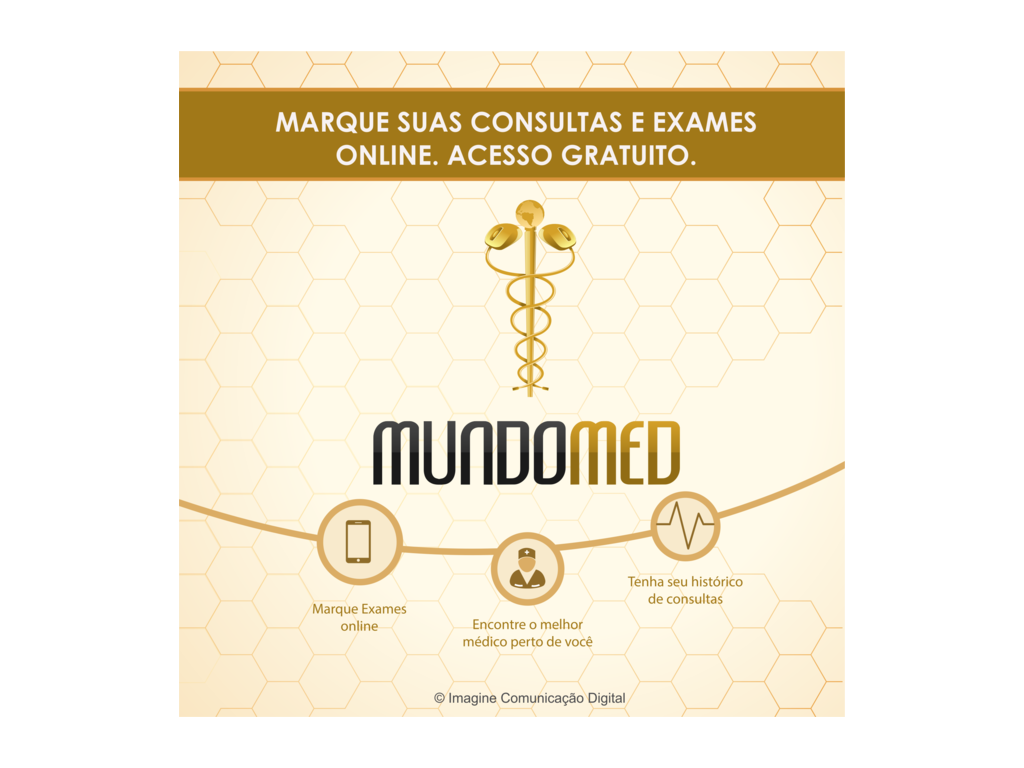 MARQUE SUAS CONSULTAS E EXAMES
ONLINE. ACESSO GRATUITO.
MUNDOMED
Marque Exames
online
Encontre o melhor
médico perto de você
Tenha seu histórico
de consultas
© Imagine Comunicação Digital